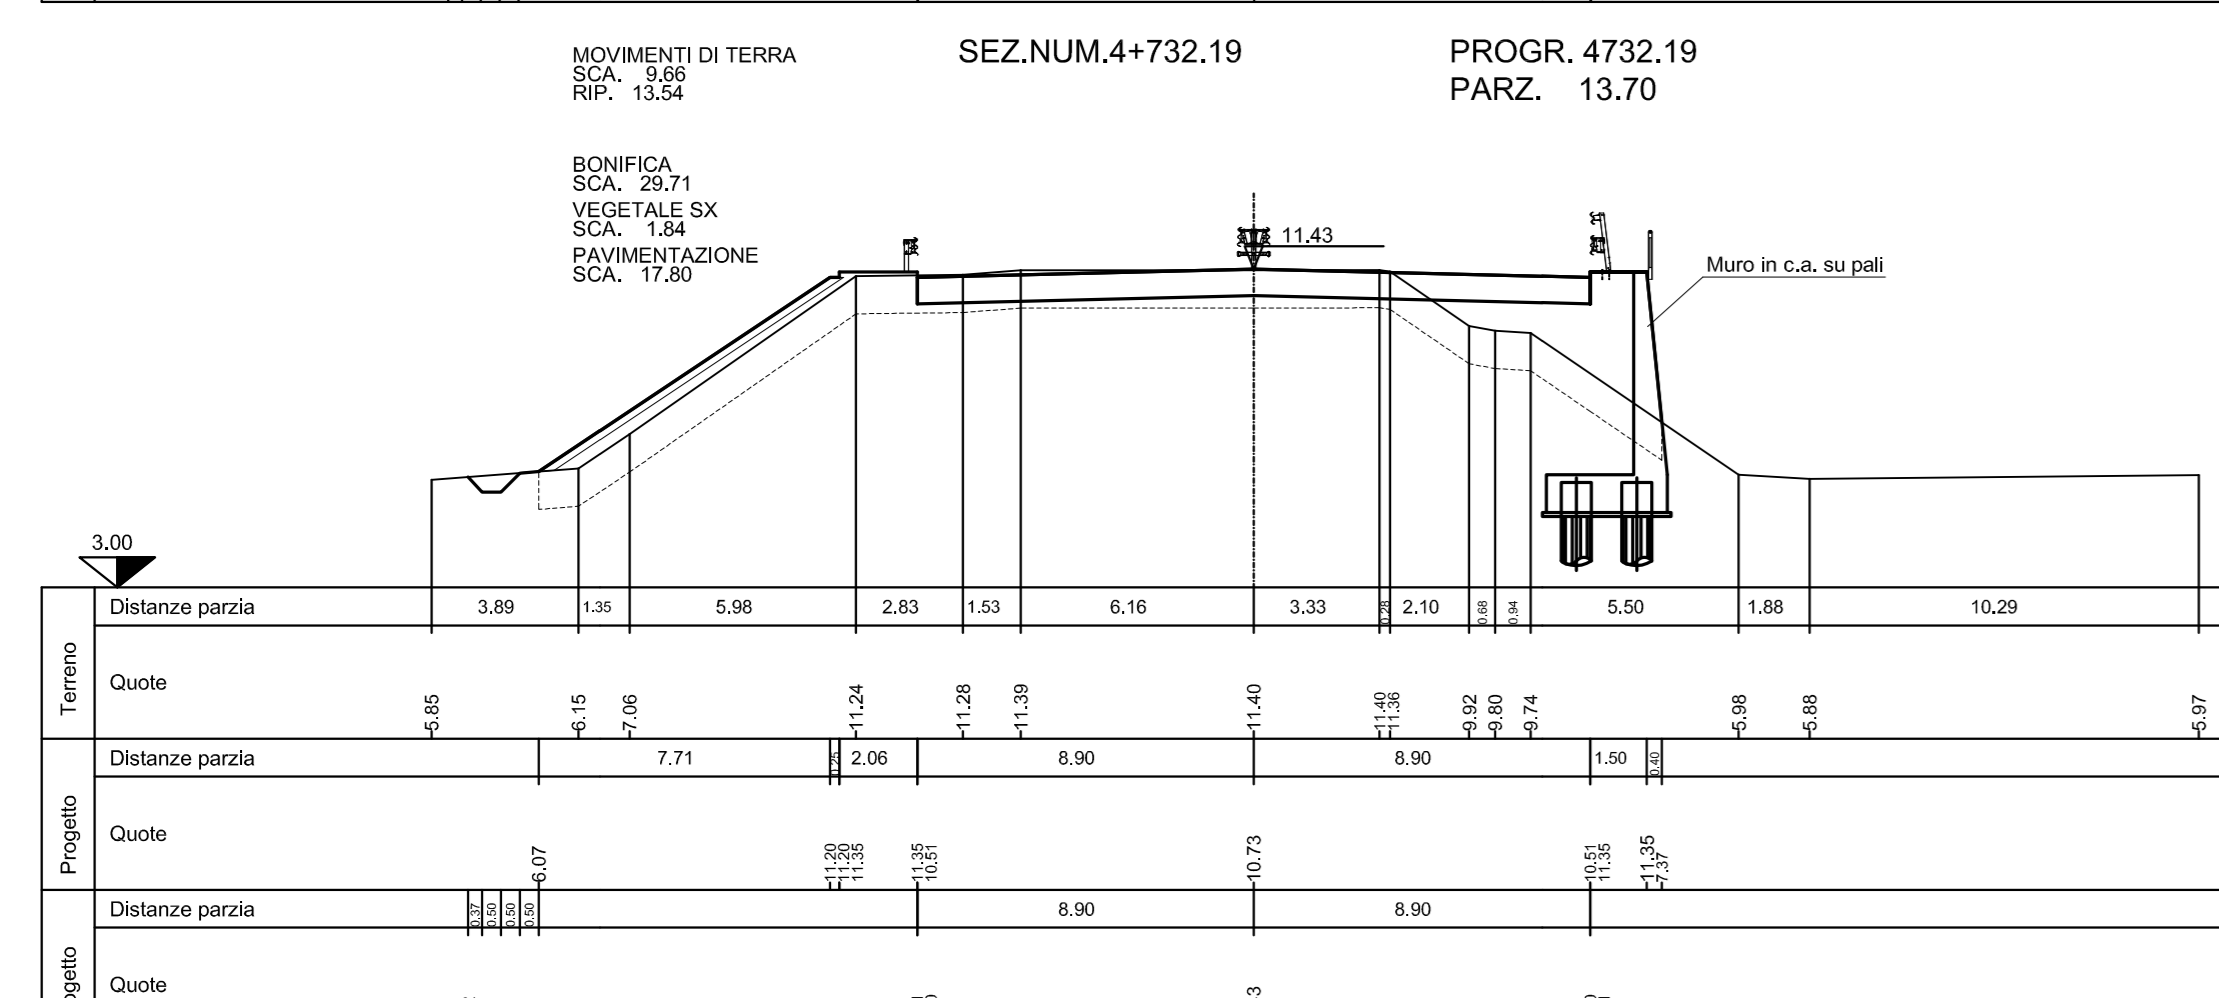 MOVIMENTI DI TERRA
SCA. 9.66
RIP. 13.54
SEZ.NUM.4+732.19
PROGR. 4732.19
PARZ. 13.70
BONIFICA
SCA. 29.71
VEGETALE SX
SCA. 1.84
PAVIMENTAZIONE
SCA. 17.80
11.43
Muro in c.a. su pali
3.00
Terreno
Distanze parzia 3.89 1.35 5.98 2.83 1.53 6.16 3.33 0.28 2.10 0.68 0.94 5.50 1.88 10.29
Quote 5.85 6.15 7.06 11.24 11.28 11.39 11.40 11.40 11.36 9.92 9.80 9.74 5.98 5.88 5.97
Progetto
Distanze parzia 7.71 0.25 2.06 8.90 8.90 1.50 0.40
Quote 6.07 11.20 11.20 11.35 11.35 10.51 10.73 10.51 11.35 11.35 7.37
Distanze parzia 0.37 0.50 0.50 0.50 8.90 8.90
Quote